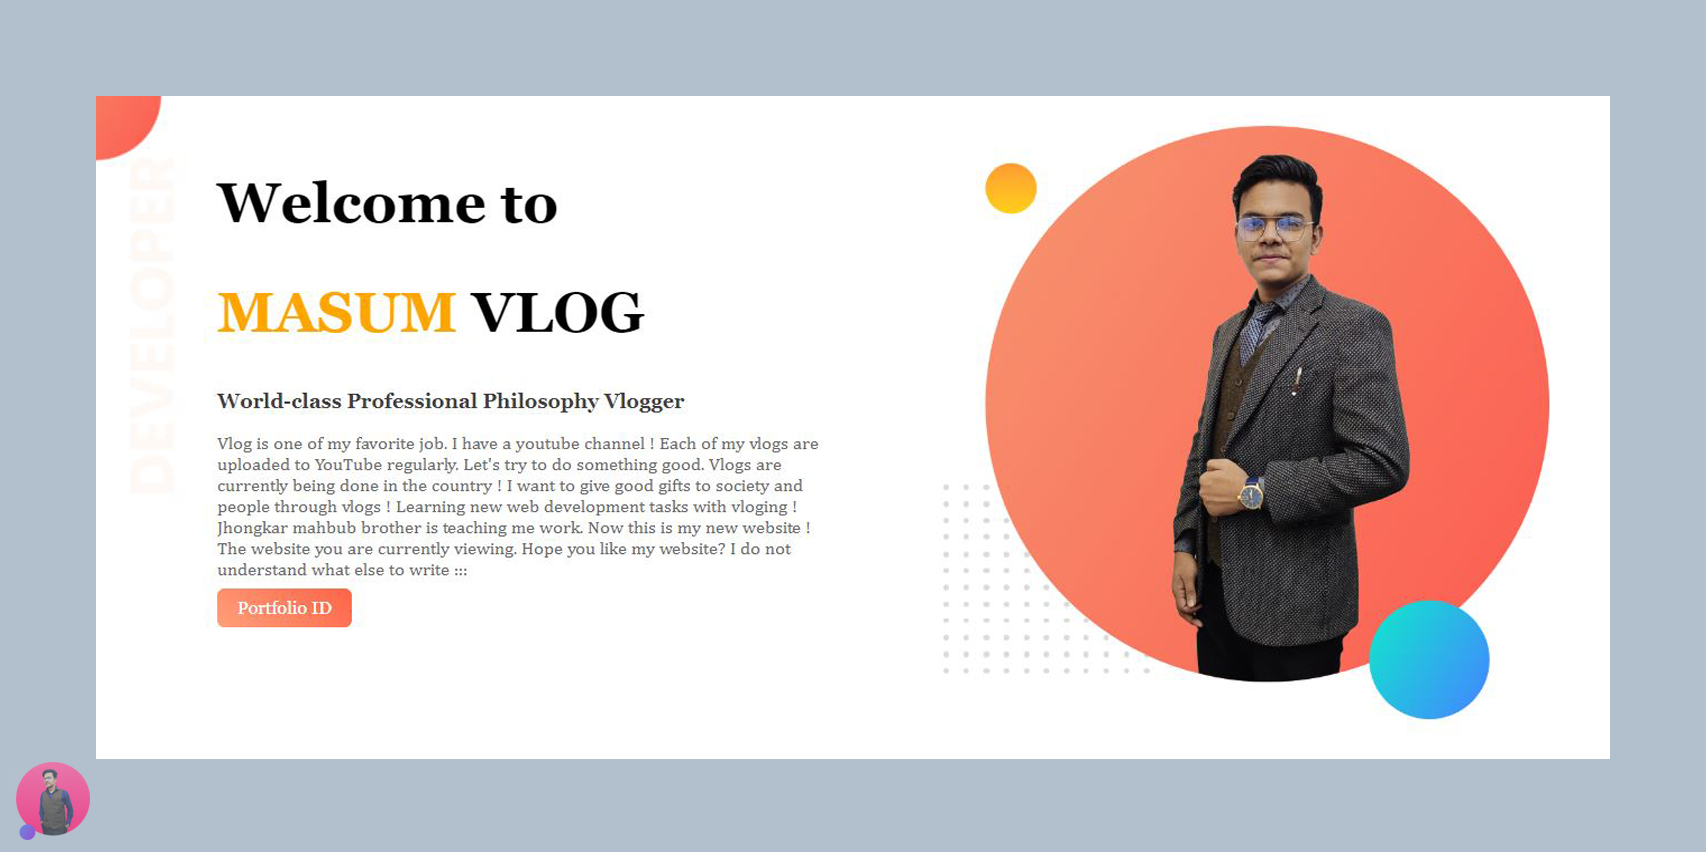 DEVELOPER
Welcome to
MASUM VLOG
World-class Professional Philosophy Vlogger
Vlog is one of my favorite job. I have a youtube channel ! Each of my vlogs are
uploaded to YouTube regularly. Let's try to do something good. Vlogs are
currently being done in the country ! I want to give good gifts to society and
people through vlogs ! Learning new web development tasks with vloging !
Jhongkar mahbub brother is teaching me work. Now this is my new website !
The website you are currently viewing. Hope you like my website? I do not
understand what else to write :::
Portfolio ID